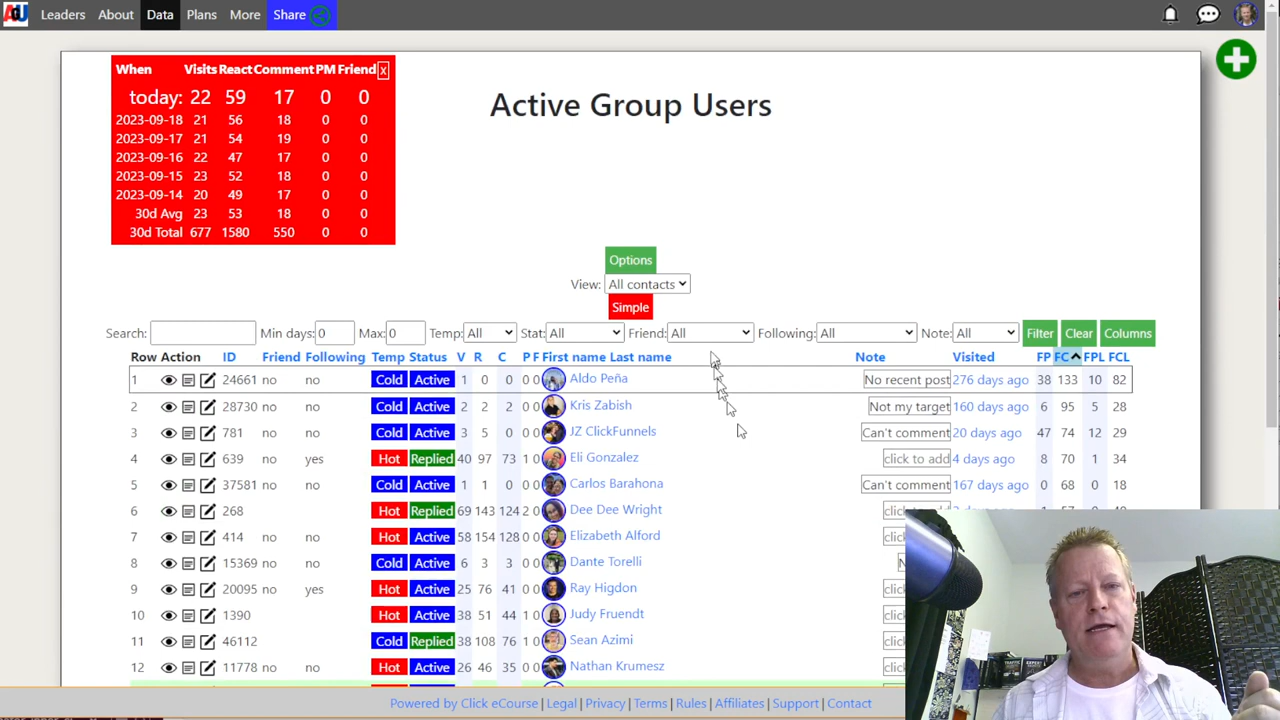 Leaders About Data Plans More Share
When Visits React Comment PM Friend x
today: 22 59 17 0 0
2023-09-18 21 56 18 0 0
2023-09-17 21 54 19 0 0
2023-09-16 22 47 17 0 0
2023-09-15 23 52 18 0 0
2023-09-14 20 49 17 0 0
30d Avg 23 53 18 0 0
30d Total 677 1580 550 0 0
Active Group Users
Options
View: All contacts
Simple
Search: Min days: 0 Max: 0 Temp: All Stat: All Friend: All Following: All Note: All Filter Clear Columns
Row Action ID Friend Following Temp Status V R C P F First name Last name Note Visited FP FC FPL FCL
1 24661 no no Cold Active 1 0 0 0 0 Aldo Peña No recent post 276 days ago 38 133 10 82
2 28730 no no Cold Active 2 2 2 0 0 Kris Zabish Not my target 160 days ago 6 95 5 28
3 781 no no Cold Active 3 5 0 0 0 JZ ClickFunnels Can't comment 20 days ago 47 74 12 29
4 639 no yes Hot Replied 40 97 73 1 0 Eli Gonzalez click to add 4 days ago 8 70 1 34
5 37581 no no Cold Active 1 1 0 0 0 Carlos Barahona Can't comment 167 days ago 0 68 0 18
6 268 no no Hot Replied 69 143 124 2 0 Dee Dee Wright
7 414 no no Hot Active 58 154 128 0 0 Elizabeth Alford
8 15369 no no Cold Active 6 3 3 0 0 Dante Torelli
9 20095 no yes Hot Active 25 76 41 0 0 Ray Higdon
10 1390 no no Hot Active 38 51 44 1 0 Judy Fruendt
11 46112 no no Cold Replied 38 108 76 1 0 Sean Azimi
12 11778 no no Hot Active 26 46 35 0 0 Nathan Krumesz
Powered by Click eCourse | Legal | Privacy | Terms | Rules | Affiliates | Support | Contact